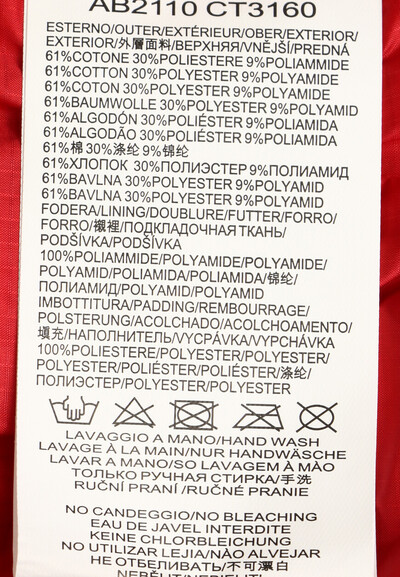 AB2110 CT3160
ESTERNO/OUTER/EXTÉRIEUR/OBER/EXTERIOR/
EXTERIOR/外層面料/ВЕРХНЯЯ/VNĚJŠÍ/PREDNÁ
61%COTONE 30%POLIESTERE 9%POLIAMMIDE
61%COTTON 30%POLYESTER 9%POLYAMID
61%COTON 30%POLYESTER 9%POLYAMIDE
61%BAUMWOLLE 30%POLYESTER 9%POLYAMID
61%ALGODÓN 30%POLIÉSTER 9%POLIAMIDA
61%ALGODÃO 30%POLIÉSTER 9%POLIAMIDA
61%棉 30%涤纶 9%锦纶
61%ХЛОПОК 30%ПОЛИЭСТЕР 9%ПОЛИАМИД
61%BAVLNA 30%POLYESTER 9%POLYAMID
61%BAVLNA 30%POLYESTER 9%POLYAMID
FODERA/LINING/DOUBLURE/FUTTER/FORRO/
FORRO/襯裡/ПОДКЛАДОЧНАЯ ТКАНЬ/
PODŠÍVKA/PODŠÍVKA
100%POLIAMMIDE/POLYAMIDE/POLYAMIDE/
POLYAMID/POLIAMIDA/POLIAMIDA/锦纶/
ПОЛИАМИД/POLYAMID/POLYAMID
IMBOTTITURA/PADDING/REMBOURRAGE/
POLSTERUNG/ACOLCHADO/ACOLCHOAMENTO/
填充/НАПОЛНИТЕЛЬ/VYCPÁVKA/VYPCHÁVKA
100%POLIESTERE/POLYESTER/POLYESTER/
POLYESTER/POLIÉSTER/POLIÉSTER/涤纶/
ПОЛИЭСТЕР/POLYESTER/POLYESTER
LAVAGGIO A MANO/HAND WASH
LAVAGE À LA MAIN/NUR HANDWÄSCHE
LAVAR A MANO/SO LAVAGEM À MÀO
ТОЛЬКО РУЧНАЯ СТИРКА/手洗
RUČNÍ PRANÍ /RUČNÉ PRANIE
NO CANDEGGIO/NO BLEACHING
EAU DE JAVEL INTERDITE
KEINE CHLORBLEICHUNG
NO UTILIZAR LEJIA/NÀO ALVEJAR
НЕ ОТБЕЛИВАТЬ/不可漂白
NEBĚLIT/NEBIELIŤ